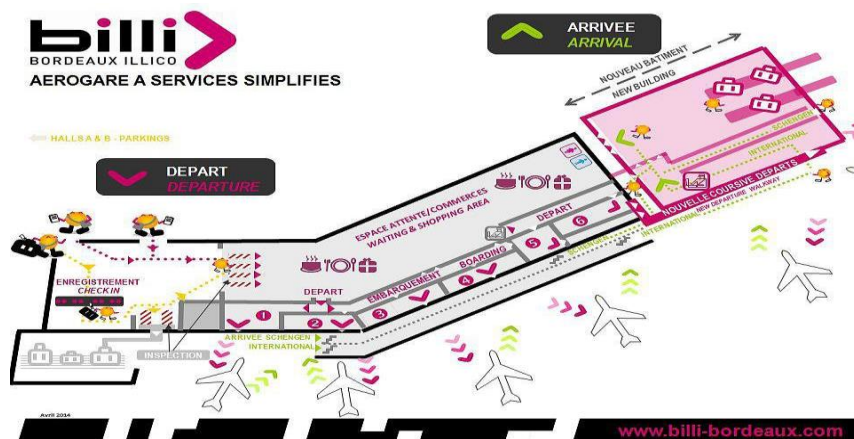 billi
BORDEAUX ILLICO
AEROGARE A SERVICES SIMPLIFIES
ARRIVEE
ARRIVAL
NOUVEAU BATIMENT
NEW BUILDING
HALLS A & B - PARKINGS
DEPART
DEPARTURE
SCHENGEN
INTERNATIONAL
NOUVELLE COURSIVE DEPARTS
NEW DEPARTURE WALKWAY
ESPACE ATTENTE/COMMERCES
WAITING & SHOPPING AREA
DEPART
6
5
SCHENGEN
INTERNATIONAL
EMBARQUEMENT
BOARDING
4
3
ENREGISTREMENT
CHECK IN
DEPART
1
2
INSPECTION
ARRIVEE SCHENGEN
INTERNATIONAL
Avril 2014
www.billi-bordeaux.com